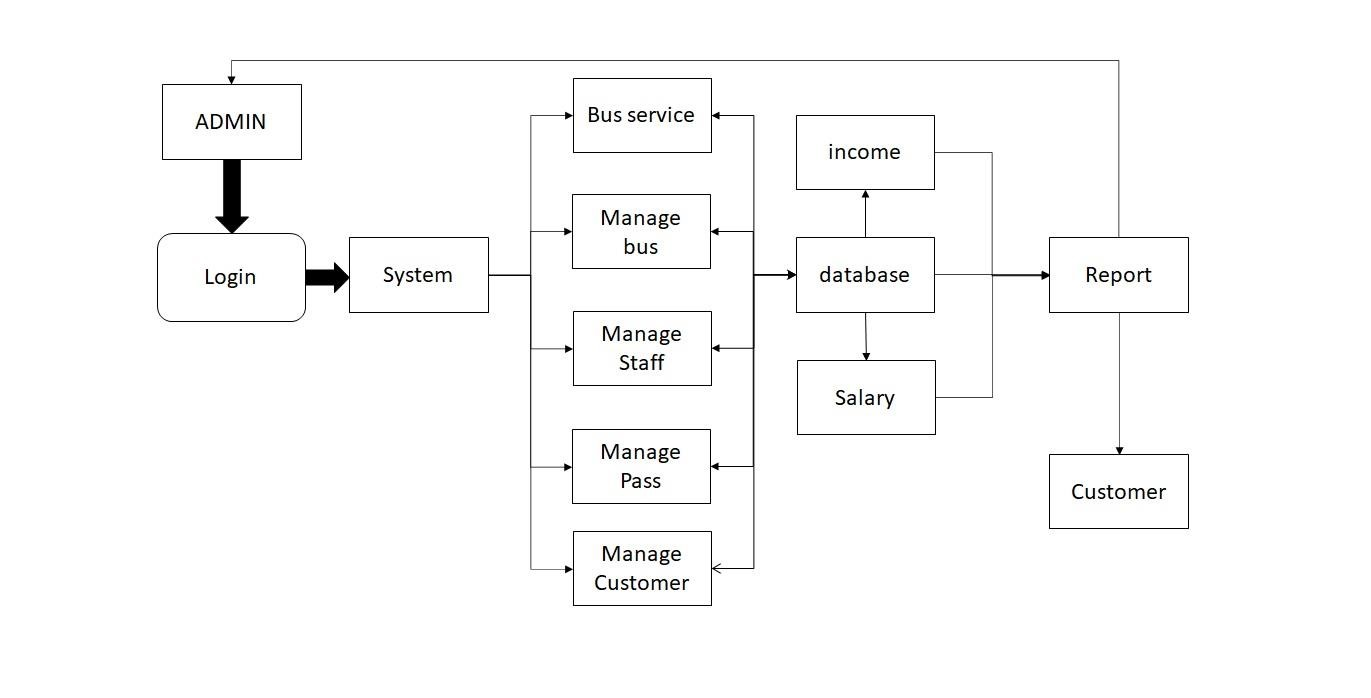 ADMIN
Login
System
Bus service
Manage
bus
Manage
Staff
Manage
Pass
Manage
Customer
income
database
Salary
Report
Customer